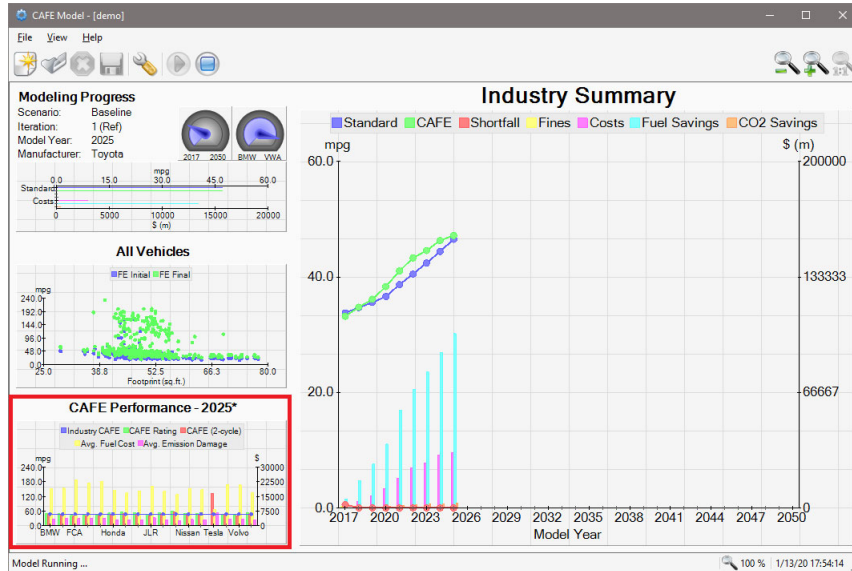 CAFE Model - [demo]
File View Help
Modeling Progress
Scenario: Baseline
Iteration: 1 (Ref)
Model Year: 2025
Manufacturer: Toyota
2017 2050 BMW VWA
mpg
0.0 15.0 30.0 45.0 60.0
Standard
Costs
0 5000 10000 15000 20000
$ (m)
All Vehicles
FE Initial FE Final
mpg
240.0
192.0
144.0
96.0
48.0
0.0
25.0 38.8 52.5 66.3 80.0
Footprint (sq.ft.)
CAFE Performance - 2025*
Industry CAFE CAFE Rating CAFE (2-cycle)
Avg. Fuel Cost Avg. Emission Damage
mpg $
240.0 30000
180.0 22500
120.0 15000
60.0 7500
0.0 0
BMW FCA Honda JLR Nissan Tesla Volvo
Industry Summary
Standard CAFE Shortfall Fines Costs Fuel Savings CO2 Savings
mpg $ (m)
60.0 200000
40.0 133333
20.0 66667
0.0 0
2017 2020 2023 2026 2029 2032 2035 2038 2041 2044 2047 2050
Model Year
Model Running ... 100 % 1/13/20 17:54:14